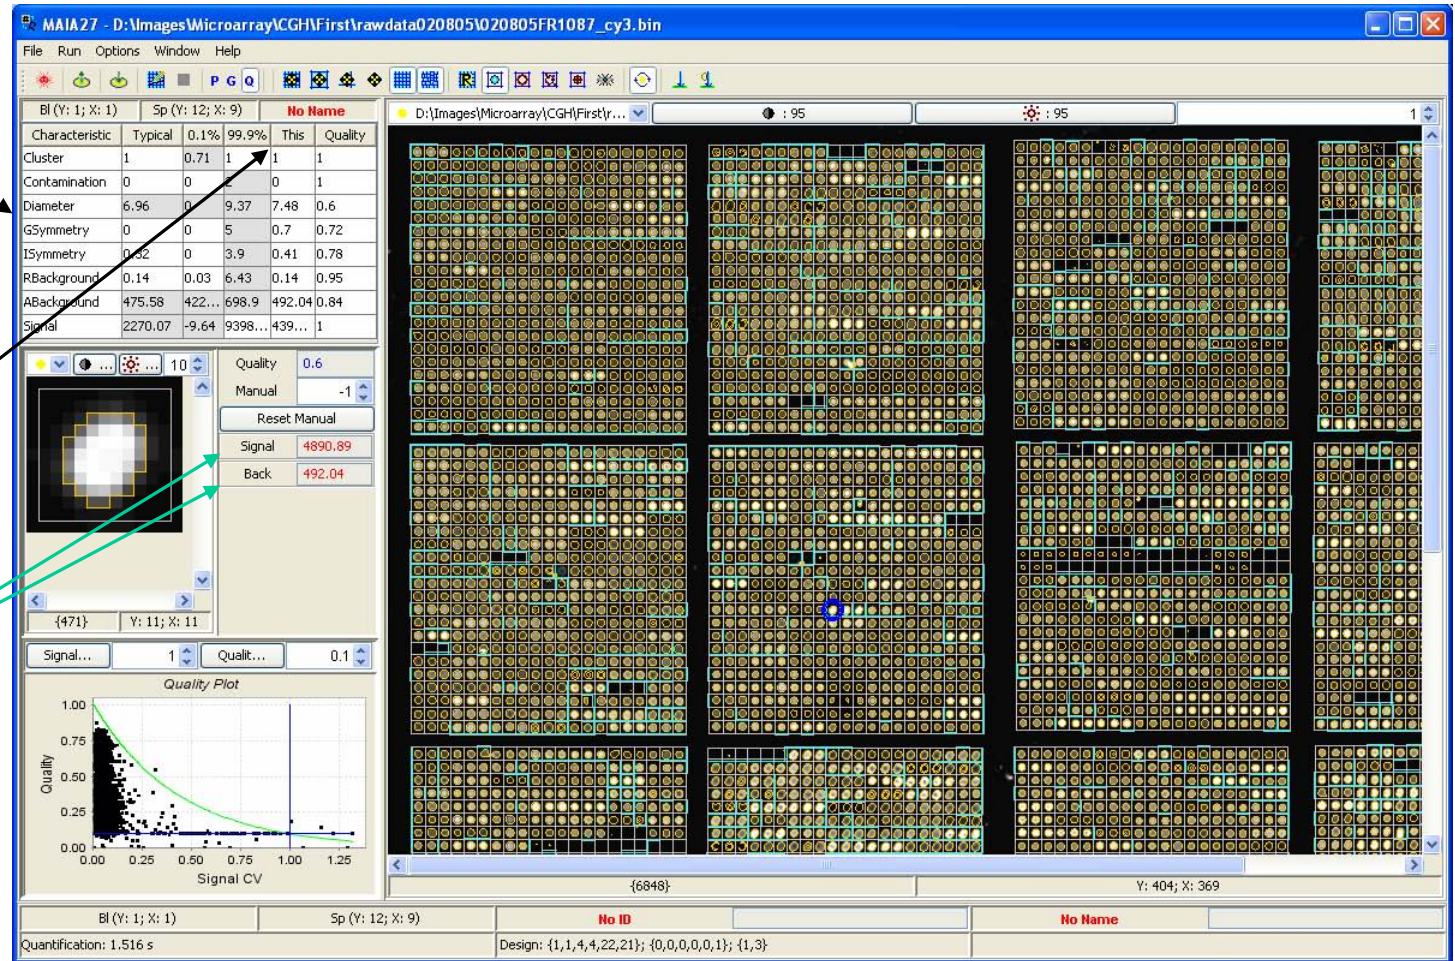 MAIA27 - D:\Images\Microarray\CGH\First\rawdata020805\020805FR1087_cy3.bin
File Run Options Window Help
P G Q
Bl (Y: 1; X: 1) Sp (Y: 12; X: 9) No Name
D:\Images\Microarray\CGH\First\r... : 95 : 95 1
Characteristic Typical 0.1% 99.9% This Quality
Cluster 1 0.71 1 1 1
Contamination 0 0 2 0 1
Diameter 6.96 0 9.37 7.48 0.6
GSymmetry 0 0 5 0.7 0.72
ISymmetry 0.32 0 3.9 0.41 0.78
RBackground 0.14 0.03 6.43 0.14 0.95
ABackground 475.58 422... 698.9 492.04 0.84
Signal 2270.07 -9.64 9398... 439... 1
... ... 10
Quality 0.6
Manual -1
Reset Manual
Signal 4890.89
Back 492.04
{471} Y: 11; X: 11
Signal... 1 Qualit... 0.1
Quality Plot
1.00
0.75
0.50
0.25
0.00
Quality
0.00 0.25 0.50 0.75 1.00 1.25
Signal CV
{6848} Y: 404; X: 369
Bl (Y: 1; X: 1) Sp (Y: 12; X: 9) No ID No Name
Quantification: 1.516 s Design: {1,1,4,4,22,21}; {0,0,0,0,0,1}; {1,3}